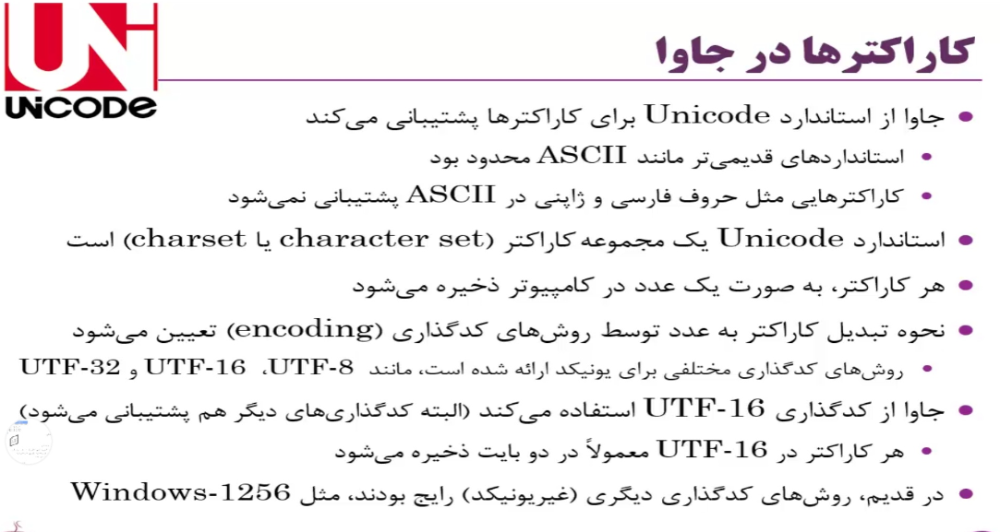 UNiCODe
کاراکترها در جاوا
جاوا از استاندارد Unicode برای کاراکترها پشتیبانی می‌کند
استانداردهای قدیمی‌تر مانند ASCII محدود بود
کاراکترهایی مثل حروف فارسی و ژاپنی در ASCII پشتیبانی نمی‌شود
استاندارد Unicode یک مجموعه کاراکتر (character set یا charset) است
هر کاراکتر، به صورت یک عدد در کامپیوتر ذخیره می‌شود
نحوه تبدیل کاراکتر به عدد توسط روش‌های کدگذاری (encoding) تعیین می‌شود
روش‌های کدگذاری مختلفی برای یونیکد ارائه شده است، مانند UTF-8، UTF-16 و UTF-32
جاوا از کدگذاری UTF-16 استفاده می‌کند (البته کدگذاری‌های دیگر هم پشتیبانی می‌شود)
هر کاراکتر در UTF-16 معمولاً در دو بایت ذخیره می‌شود
در قدیم، روش‌های کدگذاری دیگری (غیریونیکد) رایج بودند، مثل Windows-1256